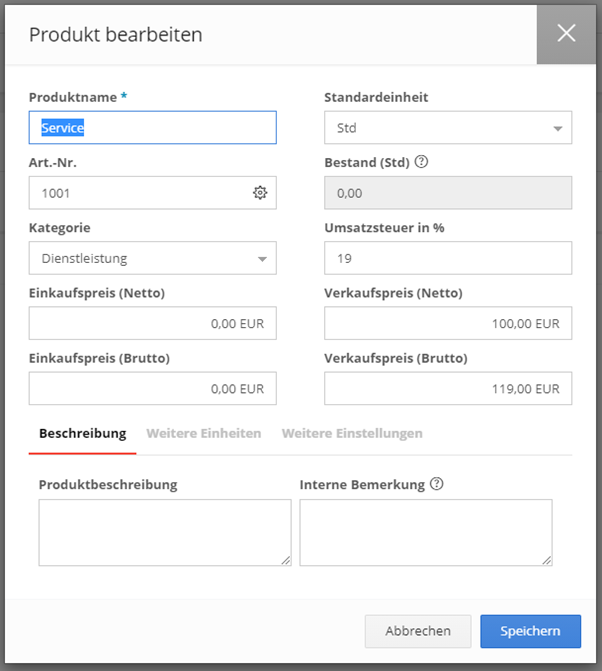 Produkt bearbeiten
Produktname *
Standardeinheit
Service
Std
Art.-Nr.
Bestand (Std)
1001
0,00
Kategorie
Umsatzsteuer in %
Dienstleistung
19
Einkaufspreis (Netto)
Verkaufspreis (Netto)
0,00 EUR
100,00 EUR
Einkaufspreis (Brutto)
Verkaufspreis (Brutto)
0,00 EUR
119,00 EUR
Beschreibung Weitere Einheiten Weitere Einstellungen
Produktbeschreibung
Interne Bemerkung
Abbrechen
Speichern